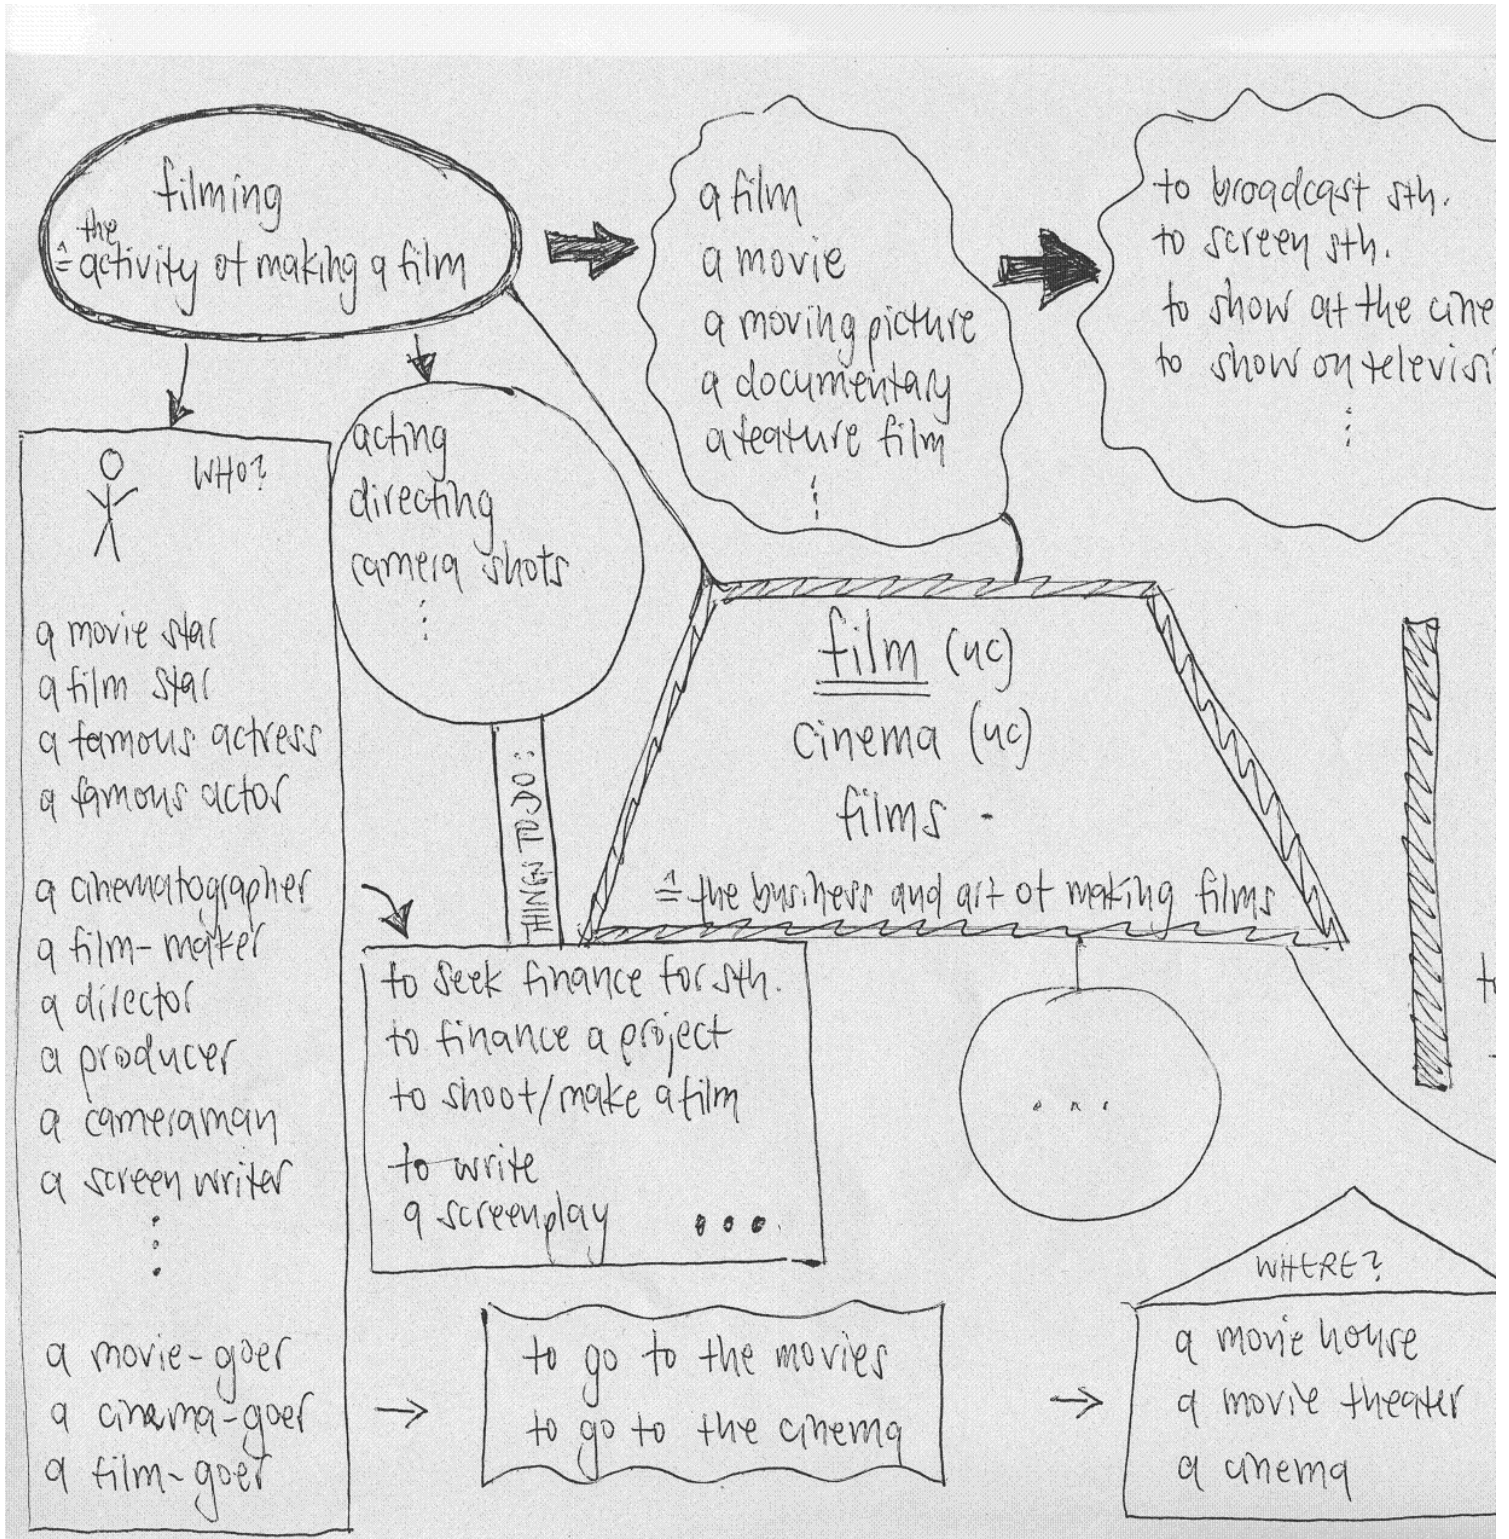 filming
the
≙ activity of making a film
a film
a movie
a moving picture
a documentary
a feature film
to broadcast sth.
to screen sth.
to show at the cine
to show on televisi
WHO?
a movie star
a film star
a famous actress
a famous actor
a cinematographer
a film-maker
a director
a producer
a cameraman
a screen writer
a movie-goer
a cinema-goer
a film-goer
acting
directing
camera shots
THINGS TO DO:
film (uc)
cinema (uc)
films
≙ the business and art of making films
to seek finance for sth.
to finance a project
to shoot/make a film
to write
a screenplay ...
...
to go to the movies
to go to the cinema
WHERE?
a movie house
a movie theater
a cinema